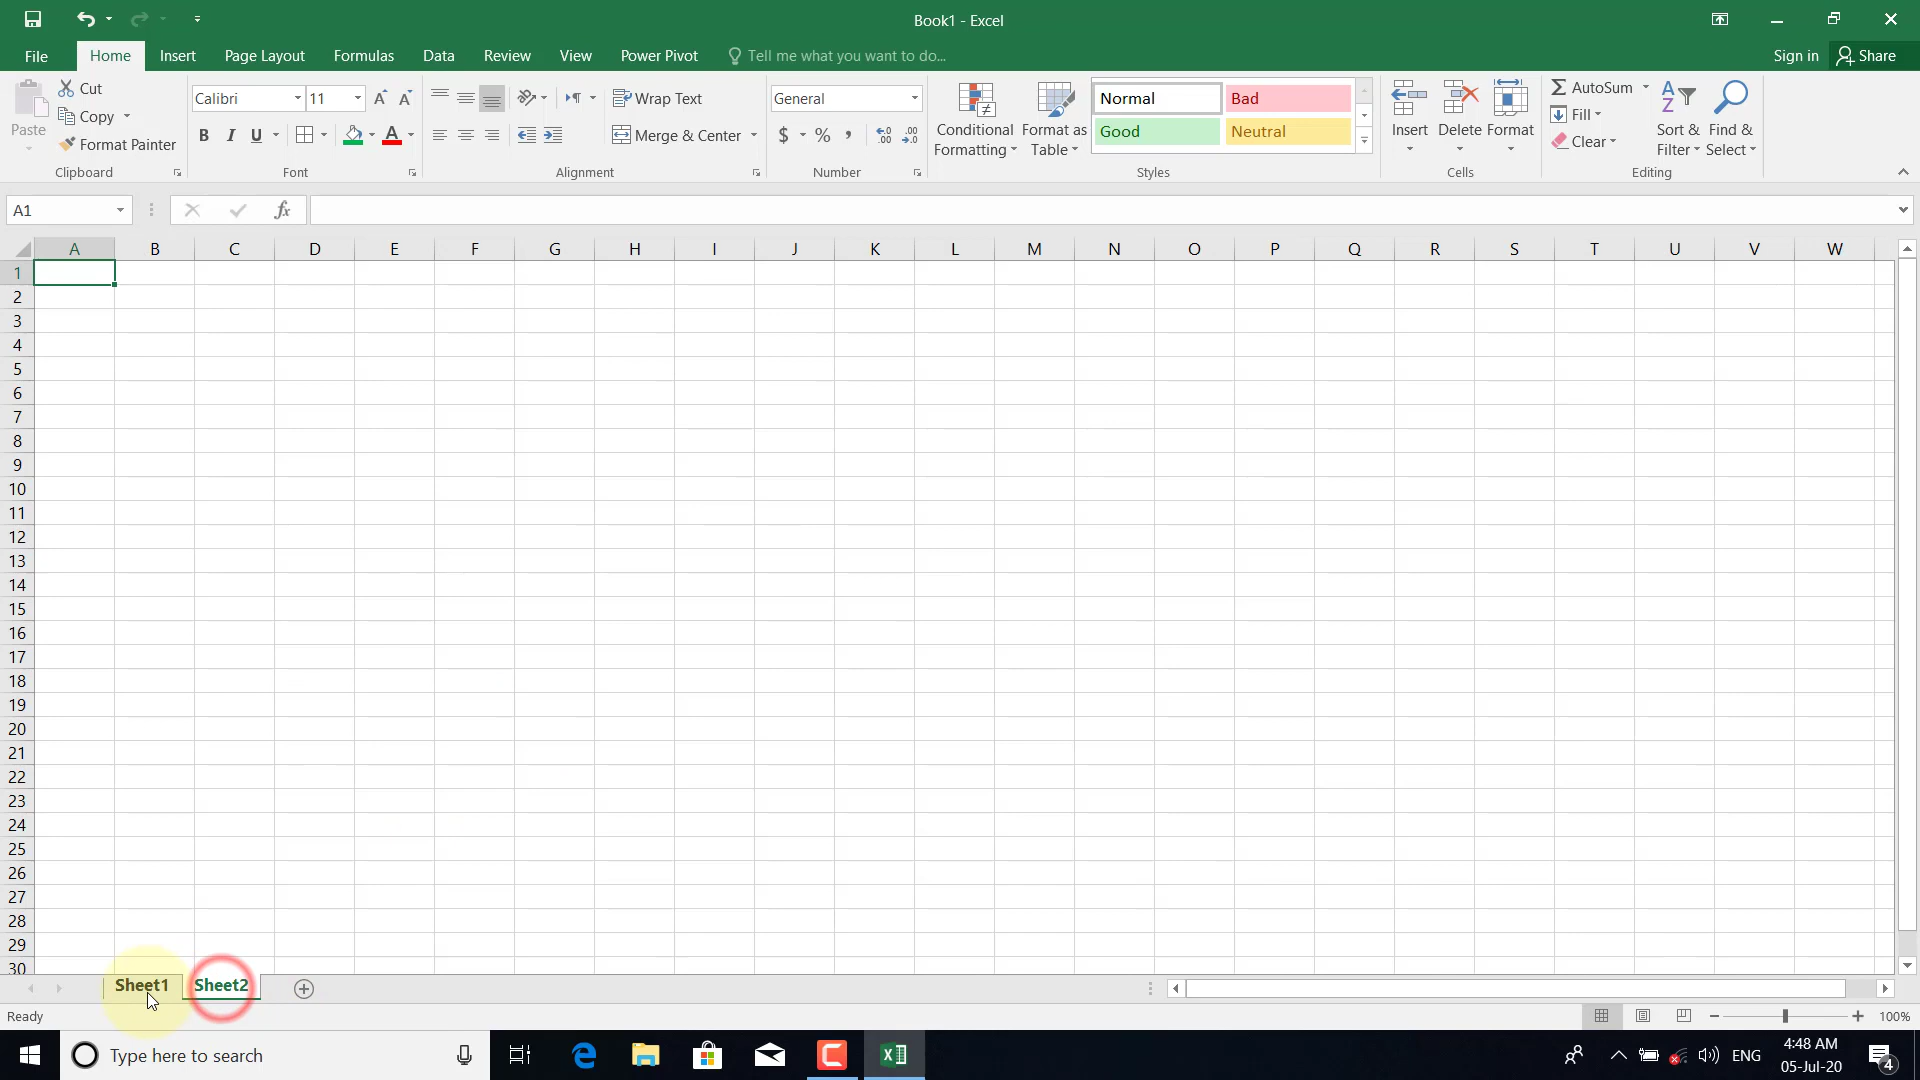 Book1 - Excel
File Home Insert Page Layout Formulas Data Review View Power Pivot Tell me what you want to do... Sign in Share
Paste
Cut
Copy
Format Painter
Clipboard
Calibri 11
B I U
Font
Wrap Text
Merge & Center
Alignment
General
$ % ,
Number
Conditional Formatting
Format as Table
Normal Bad
Good Neutral
Styles
Insert Delete Format
Cells
AutoSum
Fill
Clear
Sort & Filter
Find & Select
Editing
A1 fx
A B C D E F G H I J K L M N O P Q R S T U V W
1
2
3
4
5
6
7
8
9
10
11
12
13
14
15
16
17
18
19
20
21
22
23
24
25
26
27
28
29
30
Sheet1 Sheet2
Ready 100%
Type here to search ENG 4:48 AM
05-Jul-20 4